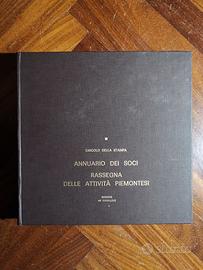 CIRCOLO DELLA STAMPA
ANNUARIO DEI SOCI
RASSEGNA
DELLE ATTIVITÀ PIEMONTESI